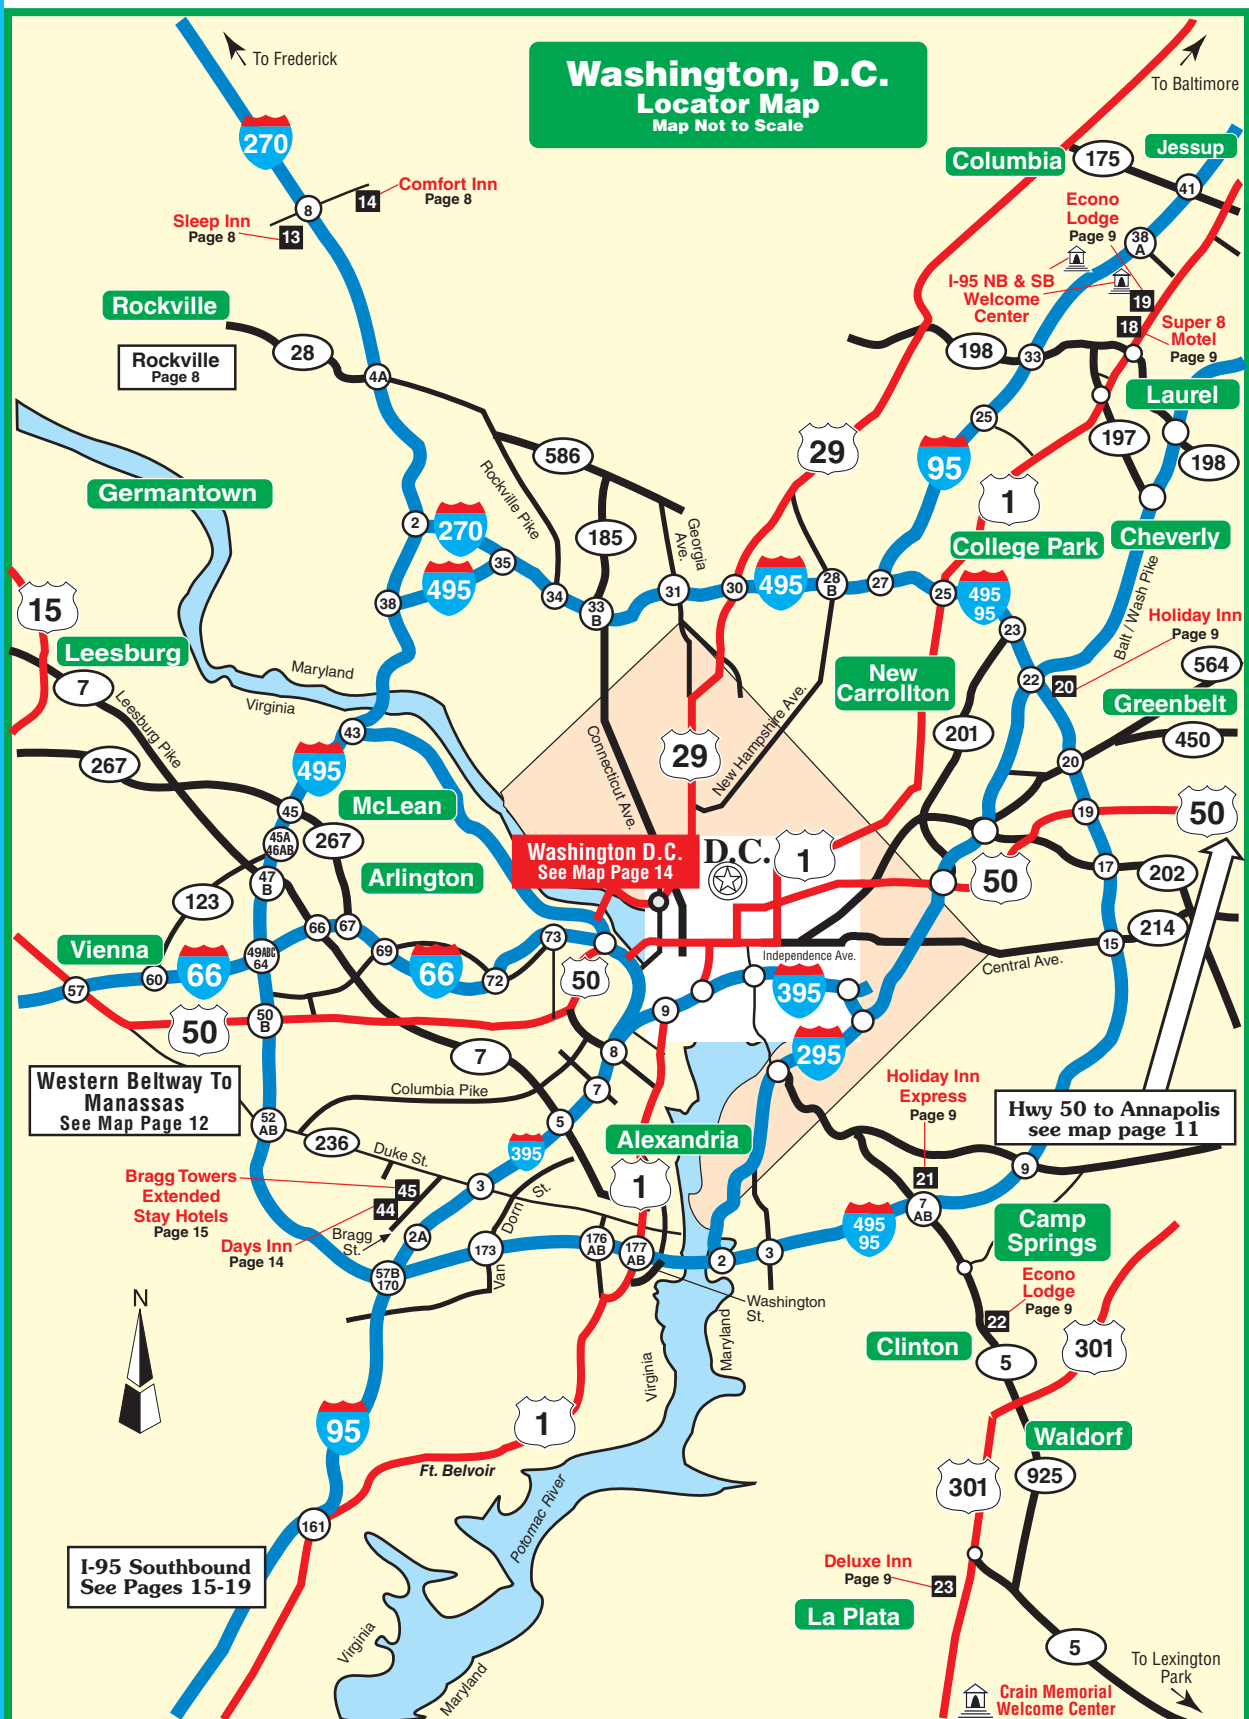 To Frederick
Washington, D.C.
Locator Map
Map Not to Scale
To Baltimore
270
Columbia
175
Jessup
41
8
14
Comfort Inn
Page 8
Sleep Inn
Page 8
13
Econo
Lodge
Page 9
38
A
I-95 NB & SB
Welcome
Center
19
18
Super 8
Motel
Page 9
Rockville
28
Rockville
Page 8
4A
198
33
Laurel
25
197
198
29
95
1
586
Rockville Pike
Germantown
185
Georgia
Ave.
2
270
35
495
38
34
33
B
31
30
495
28
B
27
25
495
95
23
College Park
Cheverly
Balt / Wash Pike
Holiday Inn
Page 9
20
22
564
Greenbelt
450
15
Leesburg
7
Leesburg Pike
Maryland
Virginia
New
Carrollton
201
20
43
495
267
Connecticut Ave.
29
New Hampshire Ave.
McLean
45
45A
46AB
267
47
B
Arlington
123
Washington D.C.
See Map Page 14
D.C.
1
19
50
50
17
202
214
15
Central Ave.
Independence Ave.
Vienna
66
67
69
73
49ABC
64
60
66
57
66
72
50
50
50
B
395
9
295
7
8
Columbia Pike
7
5
Western Beltway To
Manassas
See Map Page 12
52
AB
236
Duke St.
395
Alexandria
Holiday Inn
Express
Page 9
Hwy 50 to Annapolis
see map page 11
21
9
7
AB
Bragg Towers
Extended
Stay Hotels
Page 15
45
44
3
1
Days Inn
Page 14
Bragg
St.
2A
173
Van
Dorn
St.
176
AB
177
AB
2
3
495
95
Camp
Springs
57B
170
Washington
St.
Econo
Lodge
Page 9
22
N
Virginia
Maryland
Clinton
5
301
95
1
Ft. Belvoir
Waldorf
301
925
161
Potomac River
I-95 Southbound
See Pages 15-19
Deluxe Inn
Page 9
23
La Plata
Virginia
Maryland
5
To Lexington
Park
Crain Memorial
Welcome Center